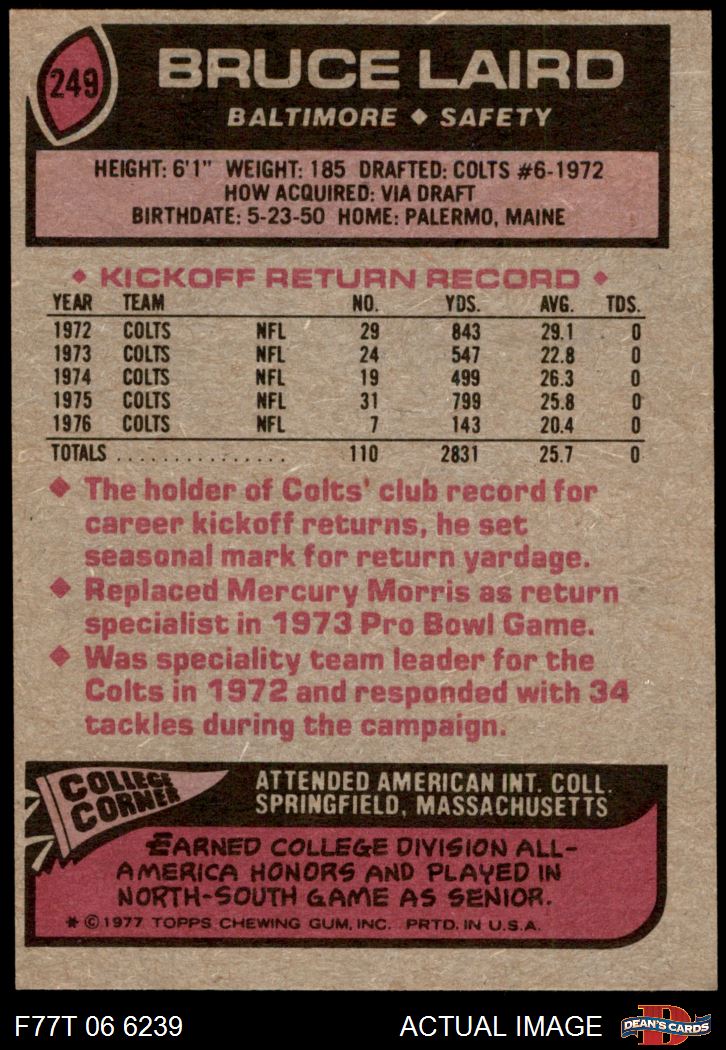 249
BRUCE LAIRD
BALTIMORE ◆ SAFETY
HEIGHT: 6'1" WEIGHT: 185 DRAFTED: COLTS #6-1972
HOW ACQUIRED: VIA DRAFT
BIRTHDATE: 5-23-50 HOME: PALERMO, MAINE
◆ KICKOFF RETURN RECORD ◆
YEAR TEAM NO. YDS. AVG. TDS.
1972 COLTS NFL 29 843 29.1 0
1973 COLTS NFL 24 547 22.8 0
1974 COLTS NFL 19 499 26.3 0
1975 COLTS NFL 31 799 25.8 0
1976 COLTS NFL 7 143 20.4 0
TOTALS ............... 110 2831 25.7 0
◆ The holder of Colts' club record for
career kickoff returns, he set
seasonal mark for return yardage.
◆ Replaced Mercury Morris as return
specialist in 1973 Pro Bowl Game.
◆ Was speciality team leader for the
Colts in 1972 and responded with 34
tackles during the campaign.
COLLEGE
CORNER
ATTENDED AMERICAN INT. COLL.
SPRINGFIELD, MASSACHUSETTS
EARNED COLLEGE DIVISION ALL-
AMERICA HONORS AND PLAYED IN
NORTH-SOUTH GAME AS SENIOR.
* © 1977 TOPPS CHEWING GUM, INC. PRTD. IN U.S.A.
F77T 06 6239
ACTUAL IMAGE
D
DEAN'S CARDS